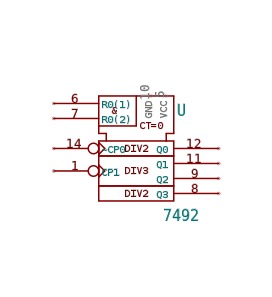 6 R0(1)
7 R0(2)
&
CT=0
GND 10
VCC 5
U
14 CP0 DIV2 Q0 12
Q1 11
1 CP1 DIV3
Q2 9
DIV2 Q3 8
7492